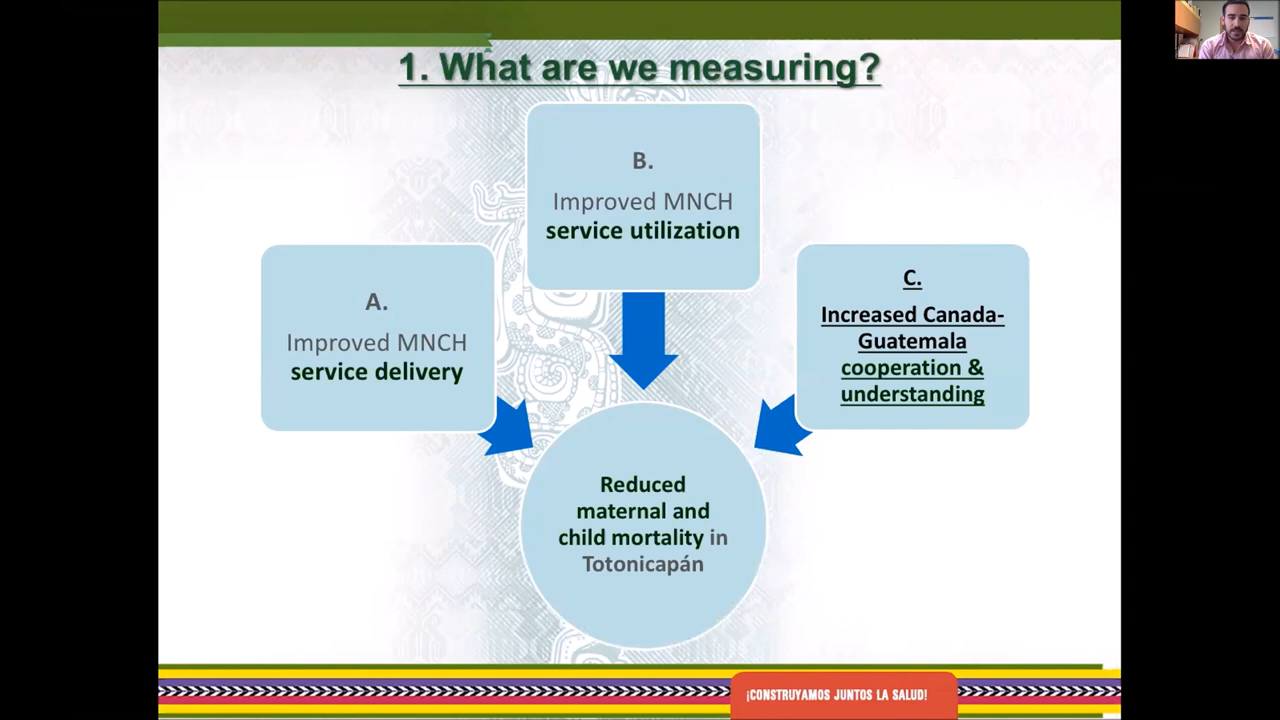 1. What are we measuring?
B.
Improved MNCH
service utilization
A.
Improved MNCH
service delivery
C.
Increased Canada-
Guatemala
cooperation &
understanding
Reduced
maternal and
child mortality in
Totonicapán
¡CONSTRUYAMOS JUNTOS LA SALUD!